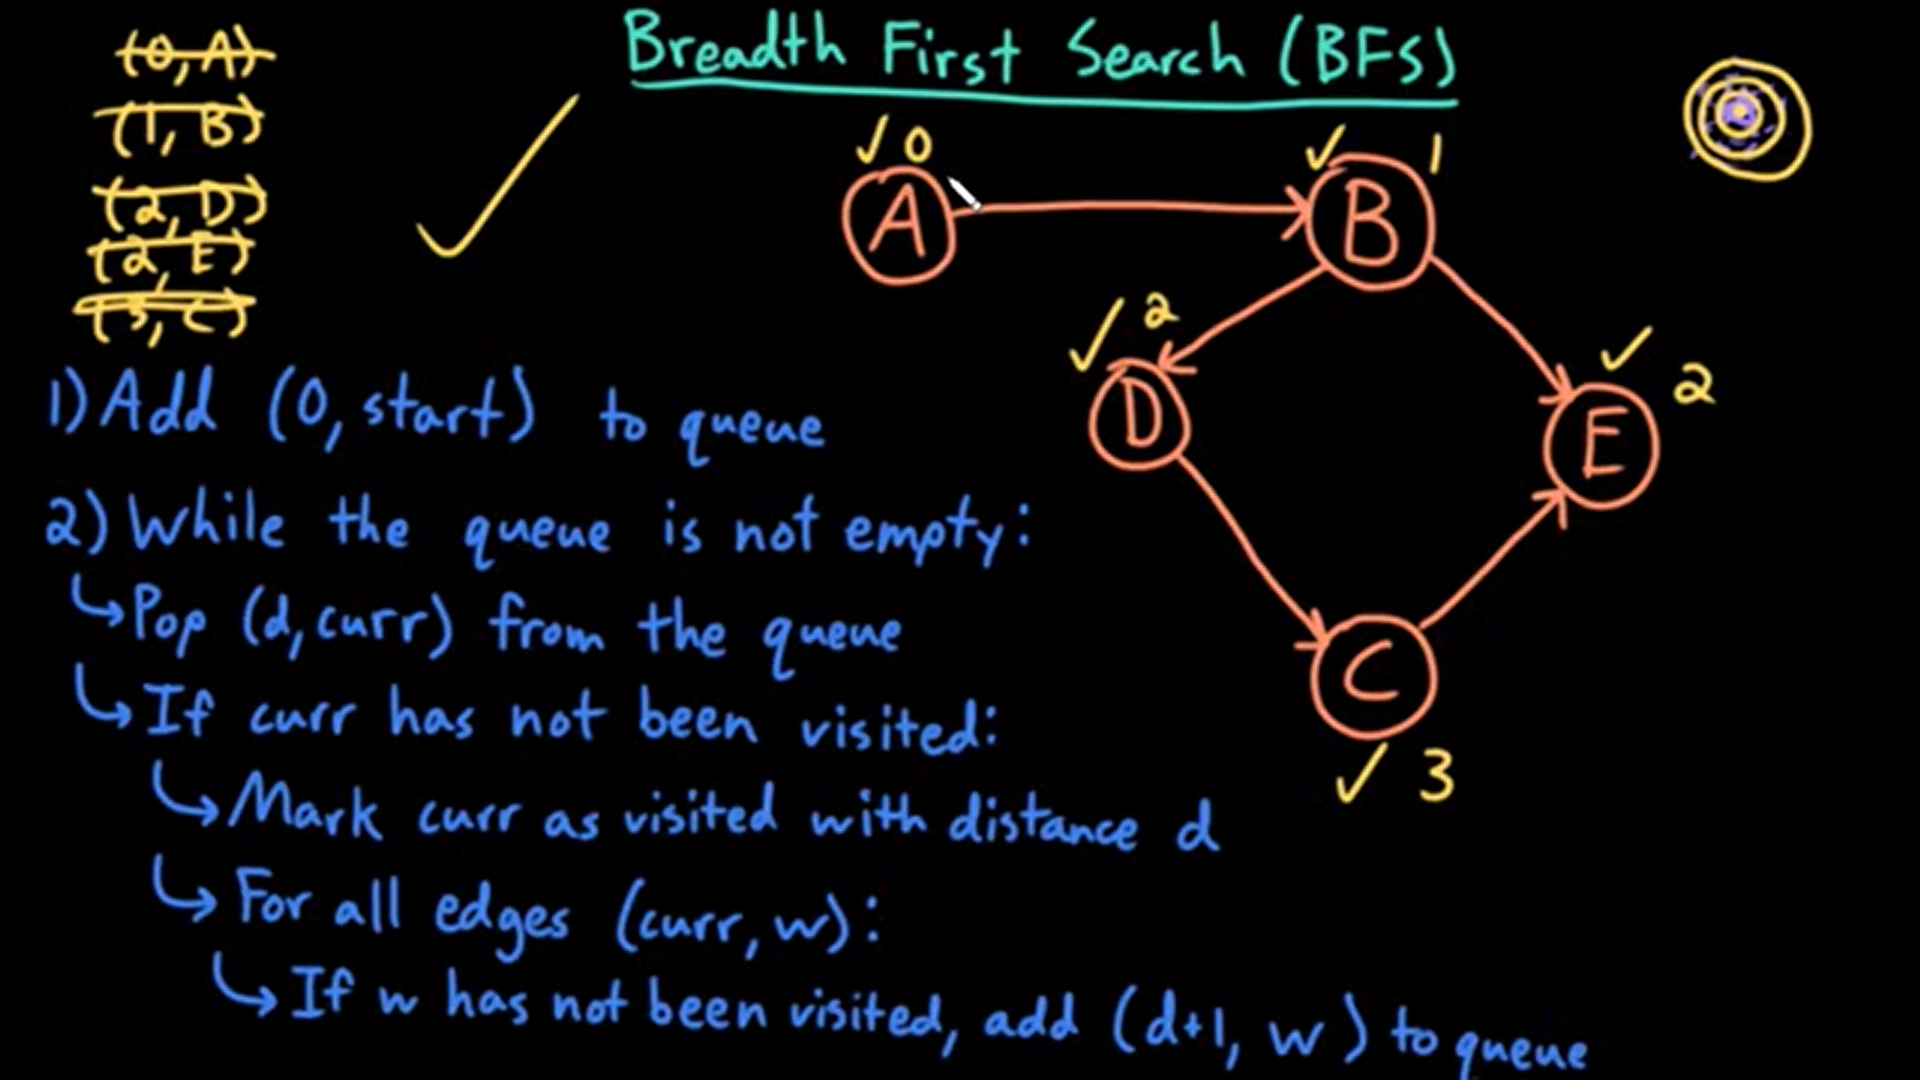 Breadth First Search (BFS)
(0, A)
(1, B)
(2, D)
(2, E)
(3, C)
0
A
B
1
2
D
E
2
C
3
1) Add (0, start) to queue
2) While the queue is not empty:
Pop (d, curr) from the queue
If curr has not been visited:
Mark curr as visited with distance d
For all edges (curr, w):
If w has not been visited, add (d+1, w) to queue